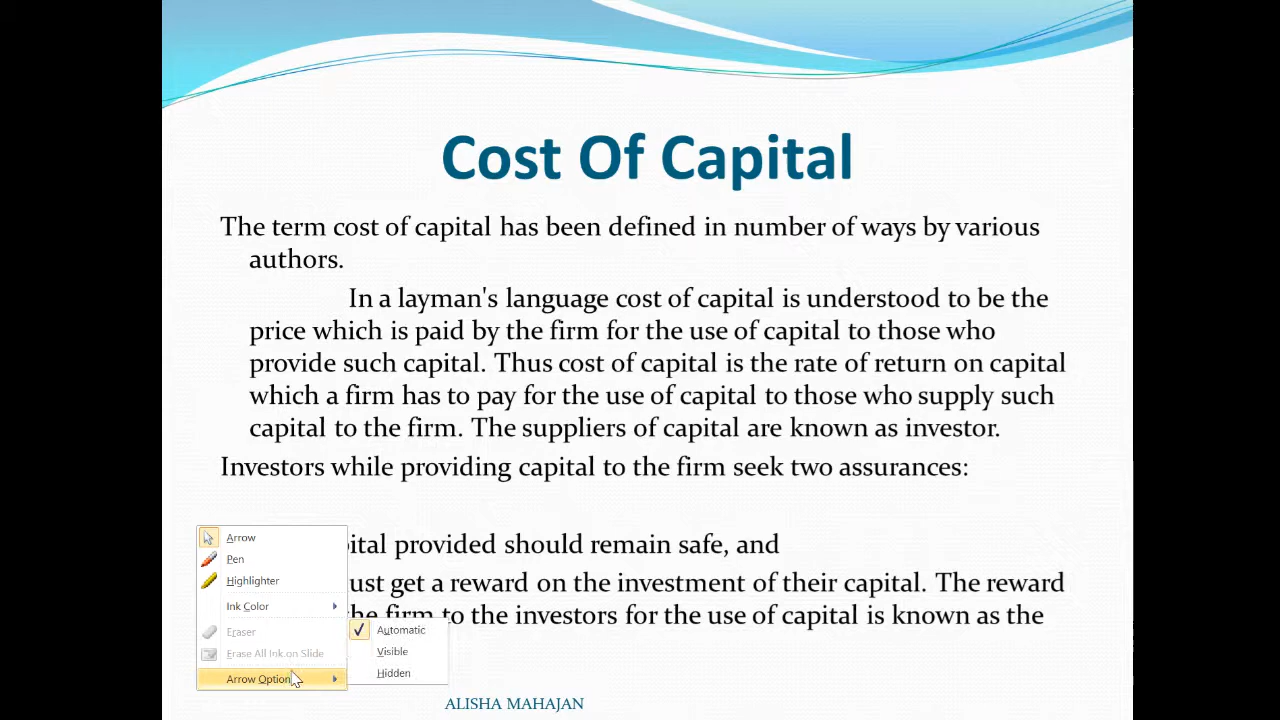 Cost Of Capital
The term cost of capital has been defined in number of ways by various
authors.
In a layman's language cost of capital is understood to be the
price which is paid by the firm for the use of capital to those who
provide such capital. Thus cost of capital is the rate of return on capital
which a firm has to pay for the use of capital to those who supply such
capital to the firm. The suppliers of capital are known as investor.
Investors while providing capital to the firm seek two assurances:
provided should remain safe, and
get a reward on the investment of their capital. The reward
the firm to the investors for the use of capital is known as the
Arrow
Pen
Highlighter
Ink Color
Eraser
Erase All Ink on Slide
Arrow Option
Automatic
Visible
Hidden
ALISHA MAHAJAN